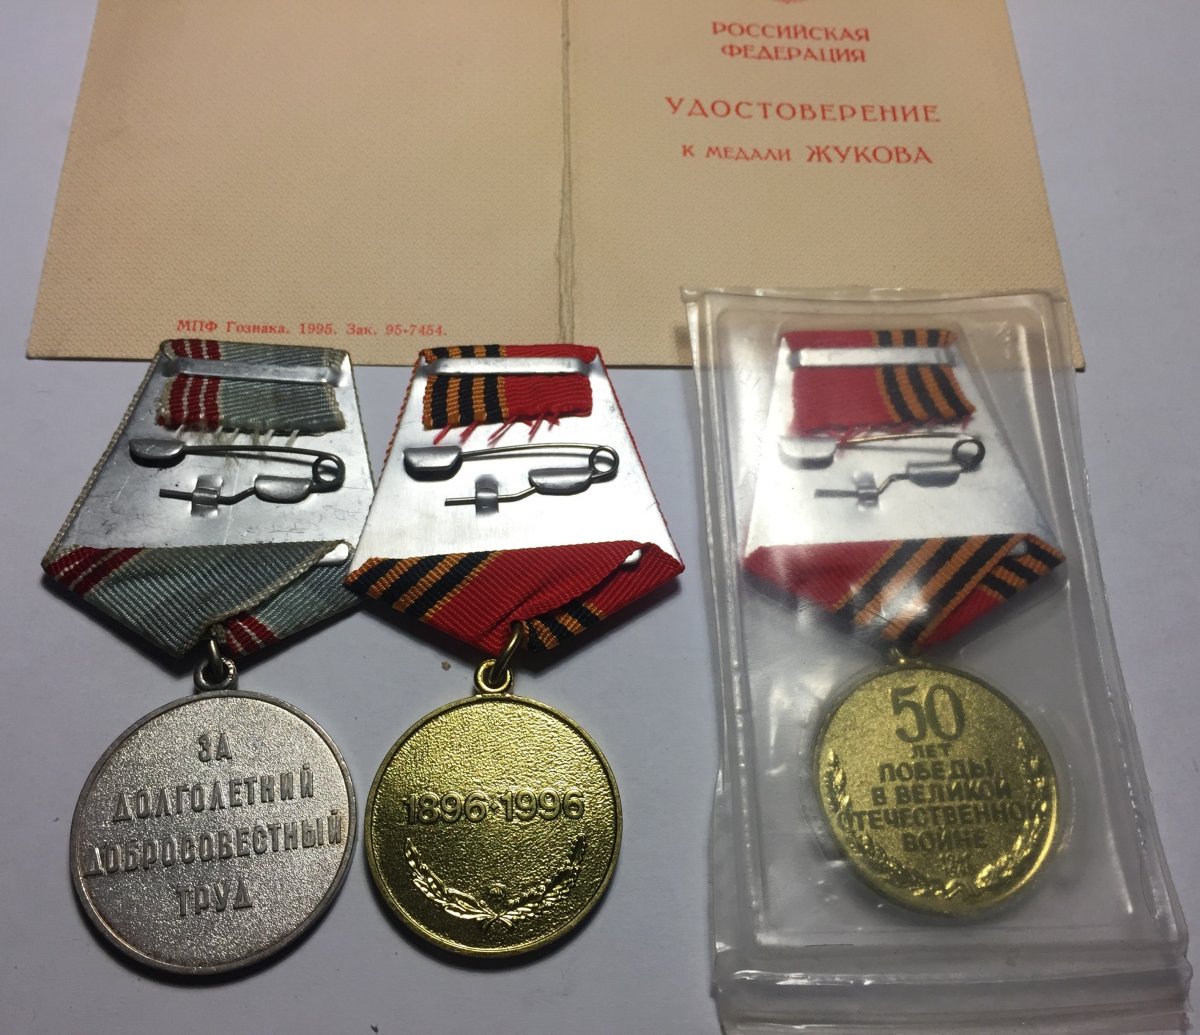 РОССИЙСКАЯ
ФЕДЕРАЦИЯ
УДОСТОВЕРЕНИЕ
К МЕДАЛИ ЖУКОВА
МПФ Гознака. 1995. Зак. 95-7454.
ЗА
ДОЛГОЛЕТНИЙ
ДОБРОСОВЕСТНЫЙ
ТРУД
1896·1996
50
ЛЕТ
ПОБЕДЫ
В ВЕЛИКОЙ
ОТЕЧЕСТВЕННОЙ
ВОЙНЕ